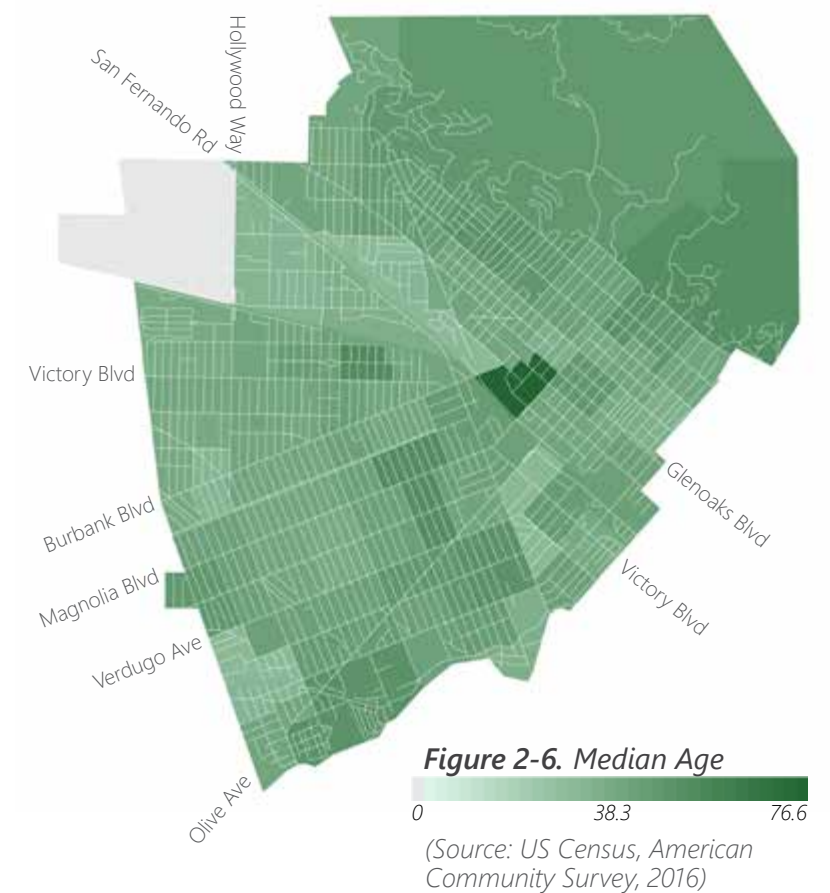 Hollywood Way
San Fernando Rd
Victory Blvd
Burbank Blvd
Magnolia Blvd
Verdugo Ave
Olive Ave
Glenoaks Blvd
Victory Blvd
Figure 2-6. Median Age
0 38.3 76.6
(Source: US Census, American
Community Survey, 2016)